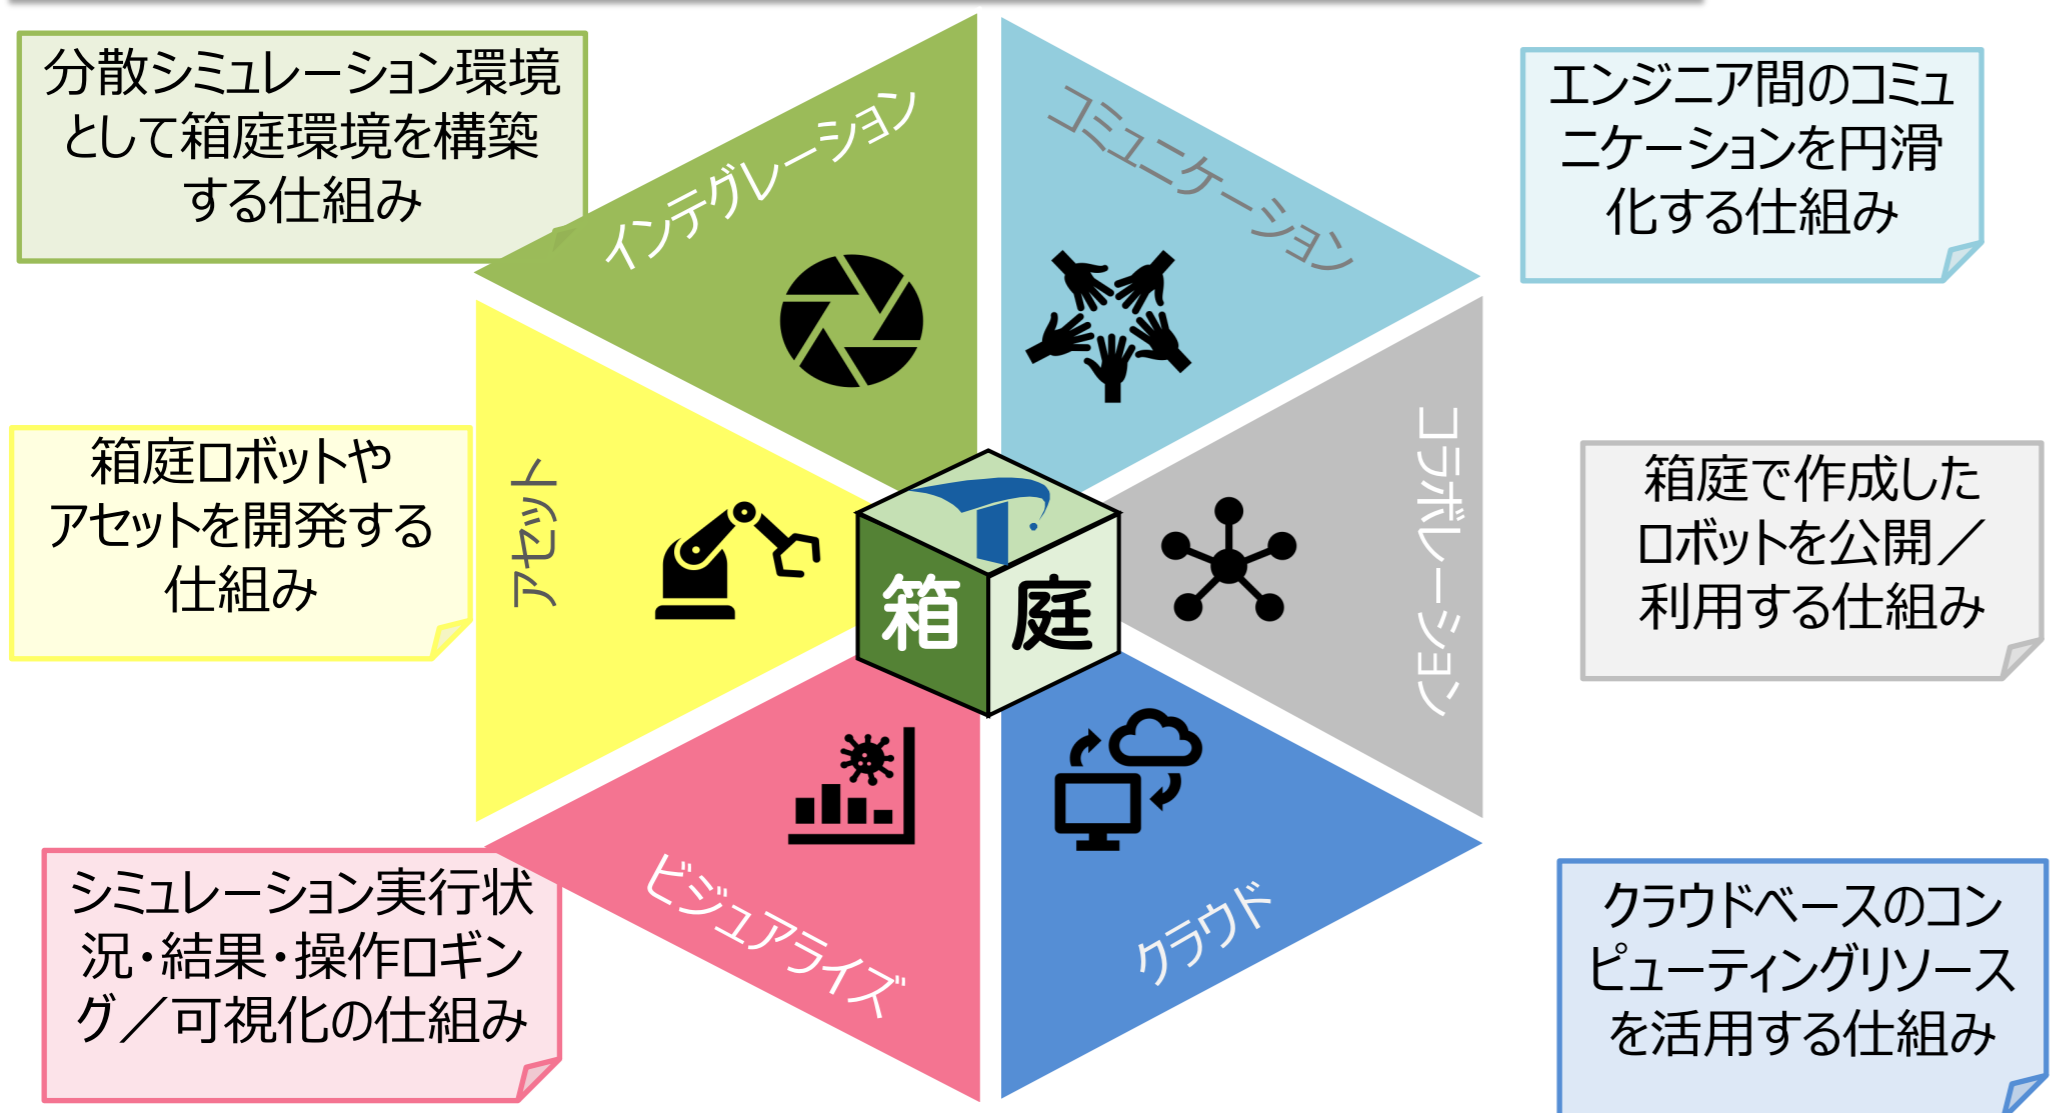 分散シミュレーション環境
として箱庭環境を構築
する仕組み
インテグレーション
コミュニケーション
エンジニア間のコミュ
ニケーションを円滑
化する仕組み
箱庭ロボットや
アセットを開発する
仕組み
アセット
箱
庭
コラボレーション
箱庭で作成した
ロボットを公開／
利用する仕組み
シミュレーション実行状
況・結果・操作ロギン
グ／可視化の仕組み
ビジュアライズ
クラウド
クラウドベースのコン
ピューティングリソース
を活用する仕組み